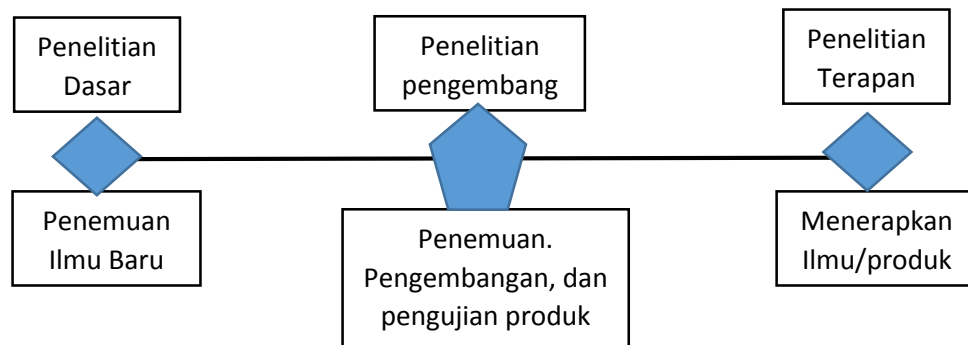 Penelitian
Dasar
Penelitian
pengembang
Penelitian
Terapan
Penemuan
Ilmu Baru
Penemuan.
Pengembangan, dan
pengujian produk
Menerapkan
Ilmu/produk